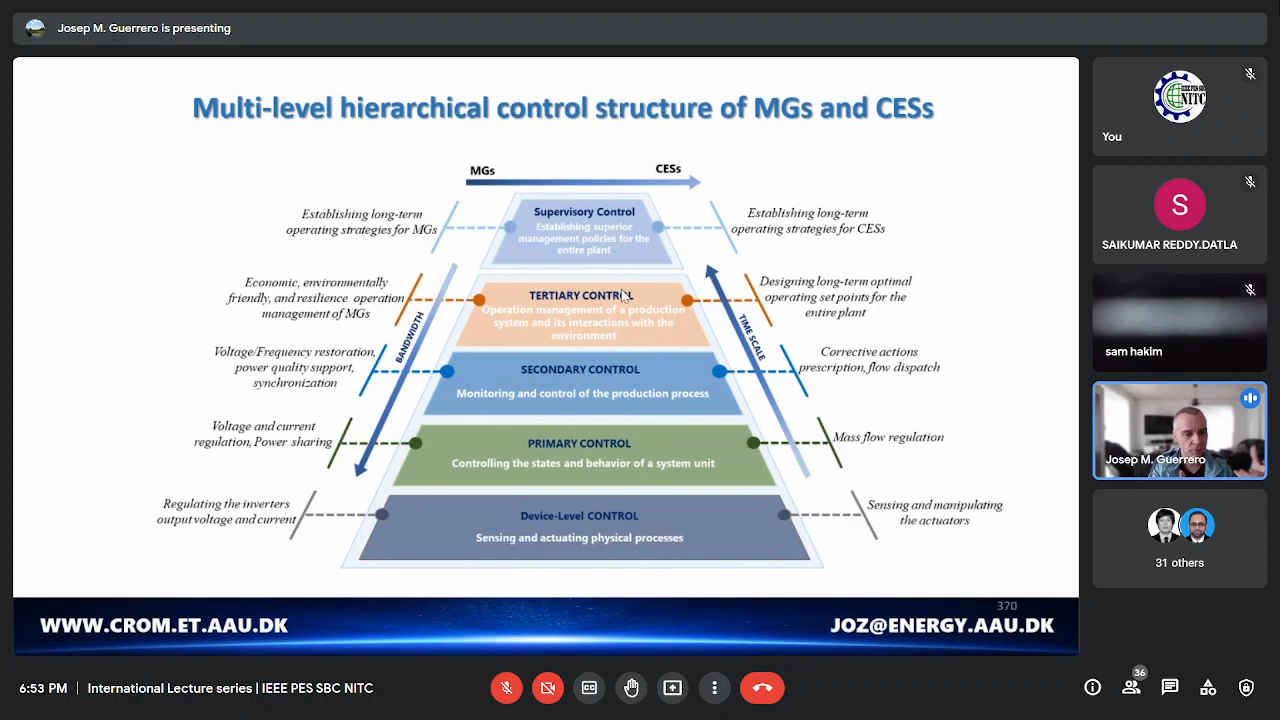 Josep M. Guerrero is presenting
Multi-level hierarchical control structure of MGs and CESs
MGs
CESs
Establishing long-term
operating strategies for MGs
Supervisory Control
Establishing superior
management policies for the
entire plant
Establishing long-term
operating strategies for CESs
Economic, environmentally
friendly, and resilience operation
management of MGs
TERTIARY CONTROL
Operation management of a production
system and its interactions with the
environment
Designing long-term optimal
operating set points for the
entire plant
BANDWIDTH
TIME SCALE
Voltage/Frequency restoration,
power quality support,
synchronization
SECONDARY CONTROL
Monitoring and control of the production process
Corrective actions
prescription, flow dispatch
Voltage and current
regulation, Power sharing
PRIMARY CONTROL
Controlling the states and behavior of a system unit
Mass flow regulation
Regulating the inverters
output voltage and current
Device-Level CONTROL
Sensing and actuating physical processes
Sensing and manipulating
the actuators
370
WWW.CROM.ET.AAU.DK
JOZ@ENERGY.AAU.DK
NITC
You
S
SAIKUMAR REDDY.DATLA
sam hakim
Josep M. Guerrero
31 others
6:53 PM
International Lecture series | IEEE PES SBC NITC
CC
36